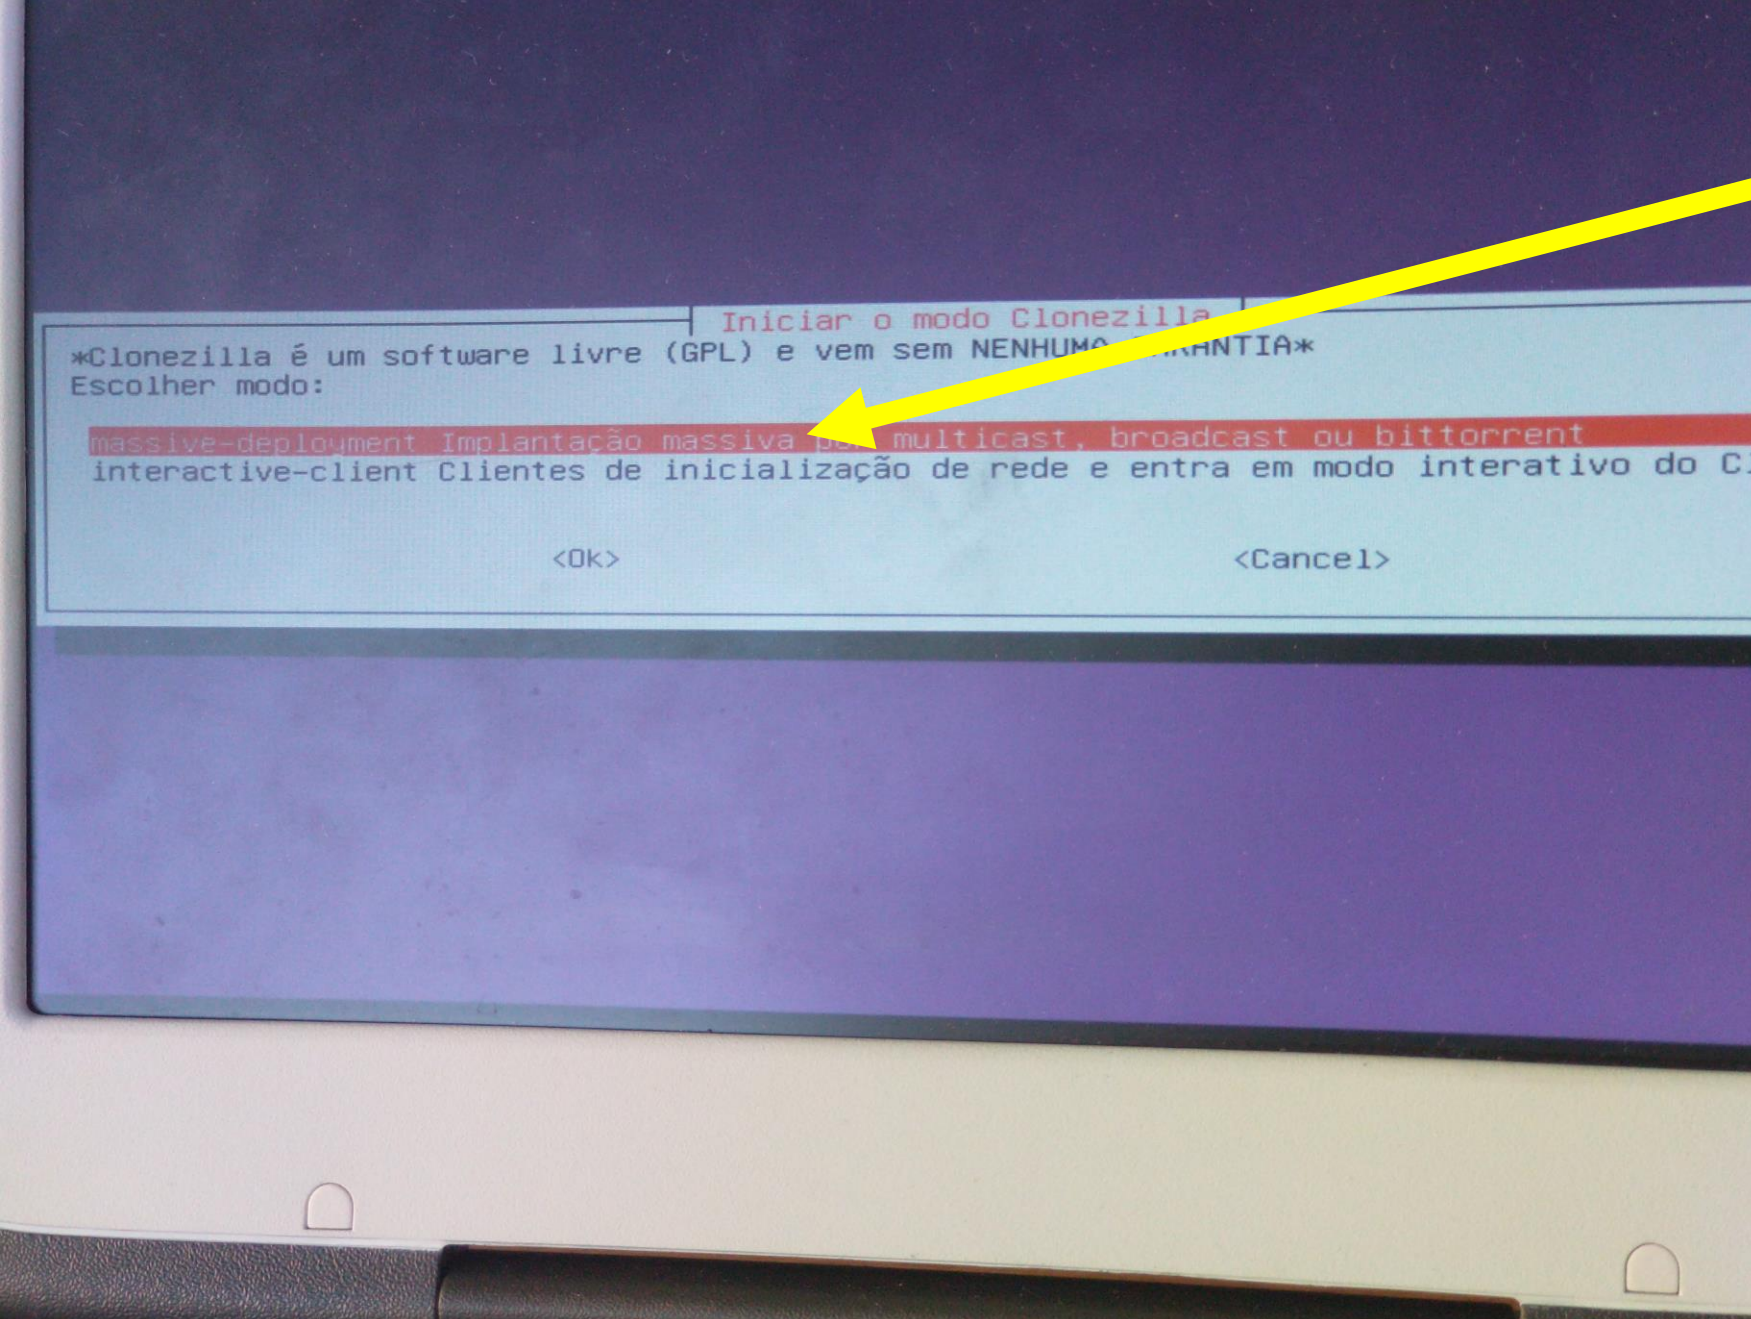 Iniciar o modo Clonezilla
*Clonezilla é um software livre (GPL) e vem sem NENHUMA GARANTIA*
Escolher modo:
massive-deployment Implantação massiva multicast, broadcast ou bittorrent
interactive-client Clientes de inicialização de rede e entra em modo interativo do
<Ok> <Cancel>